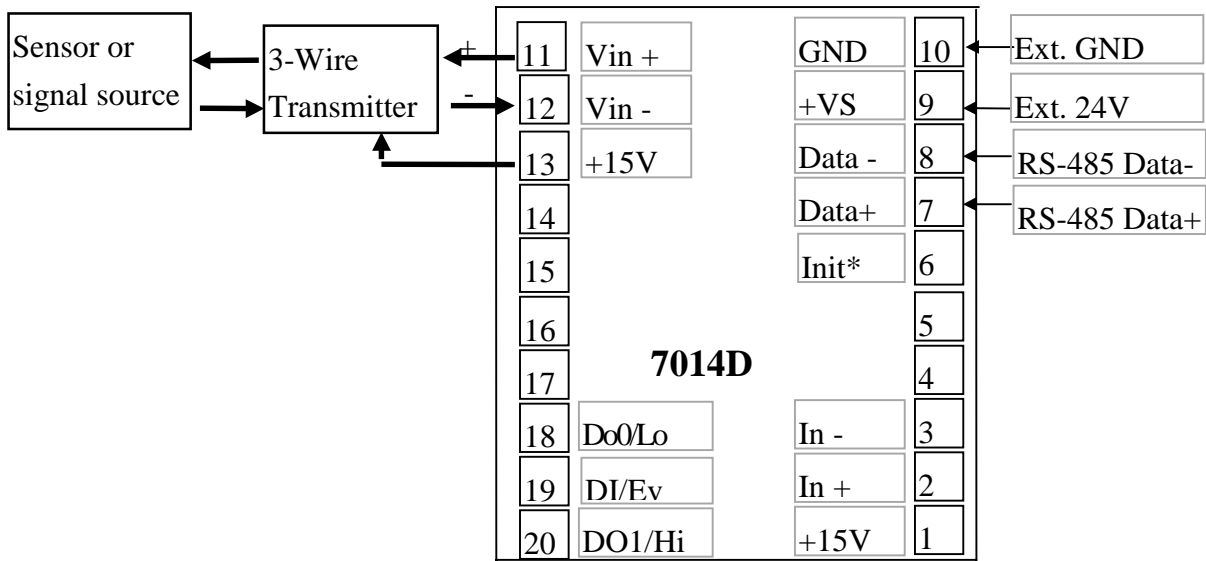 Sensor or
signal source
3-Wire
Transmitter
+
-
11 Vin +
12 Vin -
13 +15V
14
15
16
17
18 Do0/Lo
19 DI/Ev
20 DO1/Hi
7014D
GND 10
+VS 9
Data - 8
Data+ 7
Init* 6
5
4
In - 3
In + 2
+15V 1
Ext. GND
Ext. 24V
RS-485 Data-
RS-485 Data+